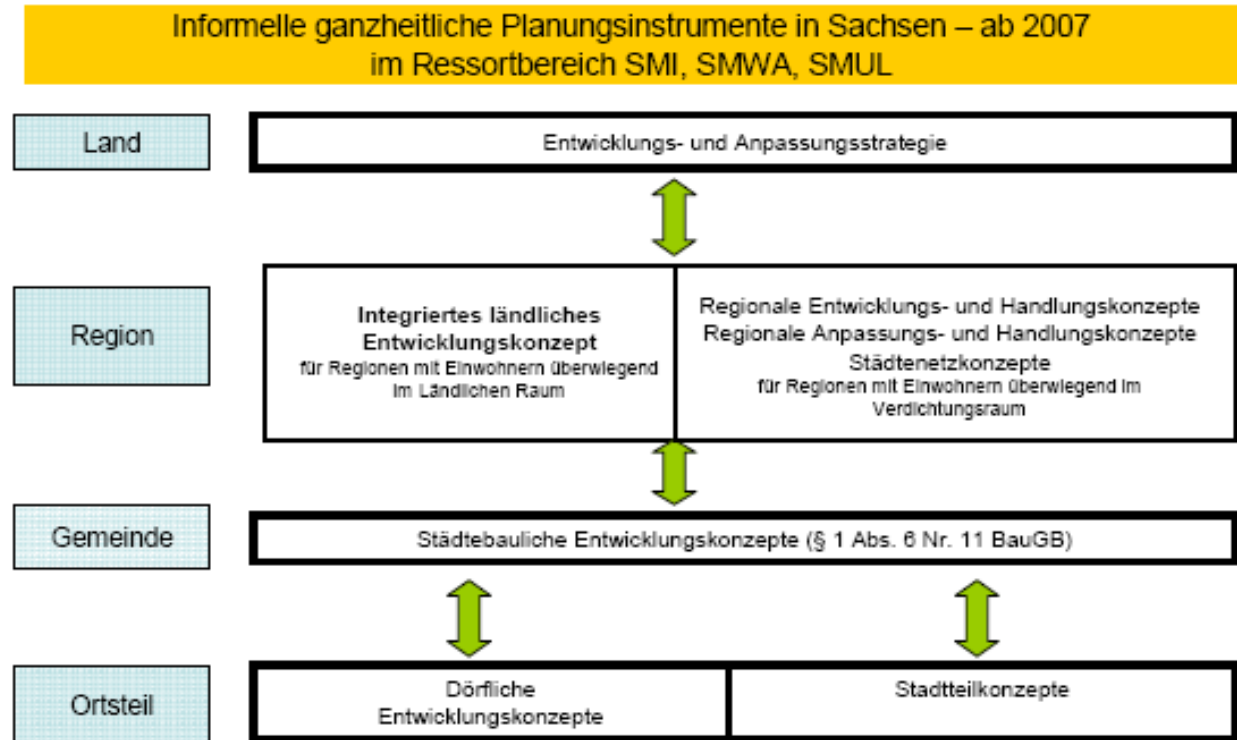 Informelle ganzheitliche Planungsinstrumente in Sachsen – ab 2007
im Ressortbereich SMI, SMWA, SMUL
Land
Entwicklungs- und Anpassungsstrategie
Region
Integriertes ländliches
Entwicklungskonzept
für Regionen mit Einwohnern überwiegend
im Ländlichen Raum
Regionale Entwicklungs- und Handlungskonzepte
Regionale Anpassungs- und Handlungskonzepte
Städtenetzkonzepte
für Regionen mit Einwohnern überwiegend im
Verdichtungsraum
Gemeinde
Städtebauliche Entwicklungskonzepte (§ 1 Abs. 6 Nr. 11 BauGB)
Ortsteil
Dörfliche
Entwicklungskonzepte
Stadtteilkonzepte